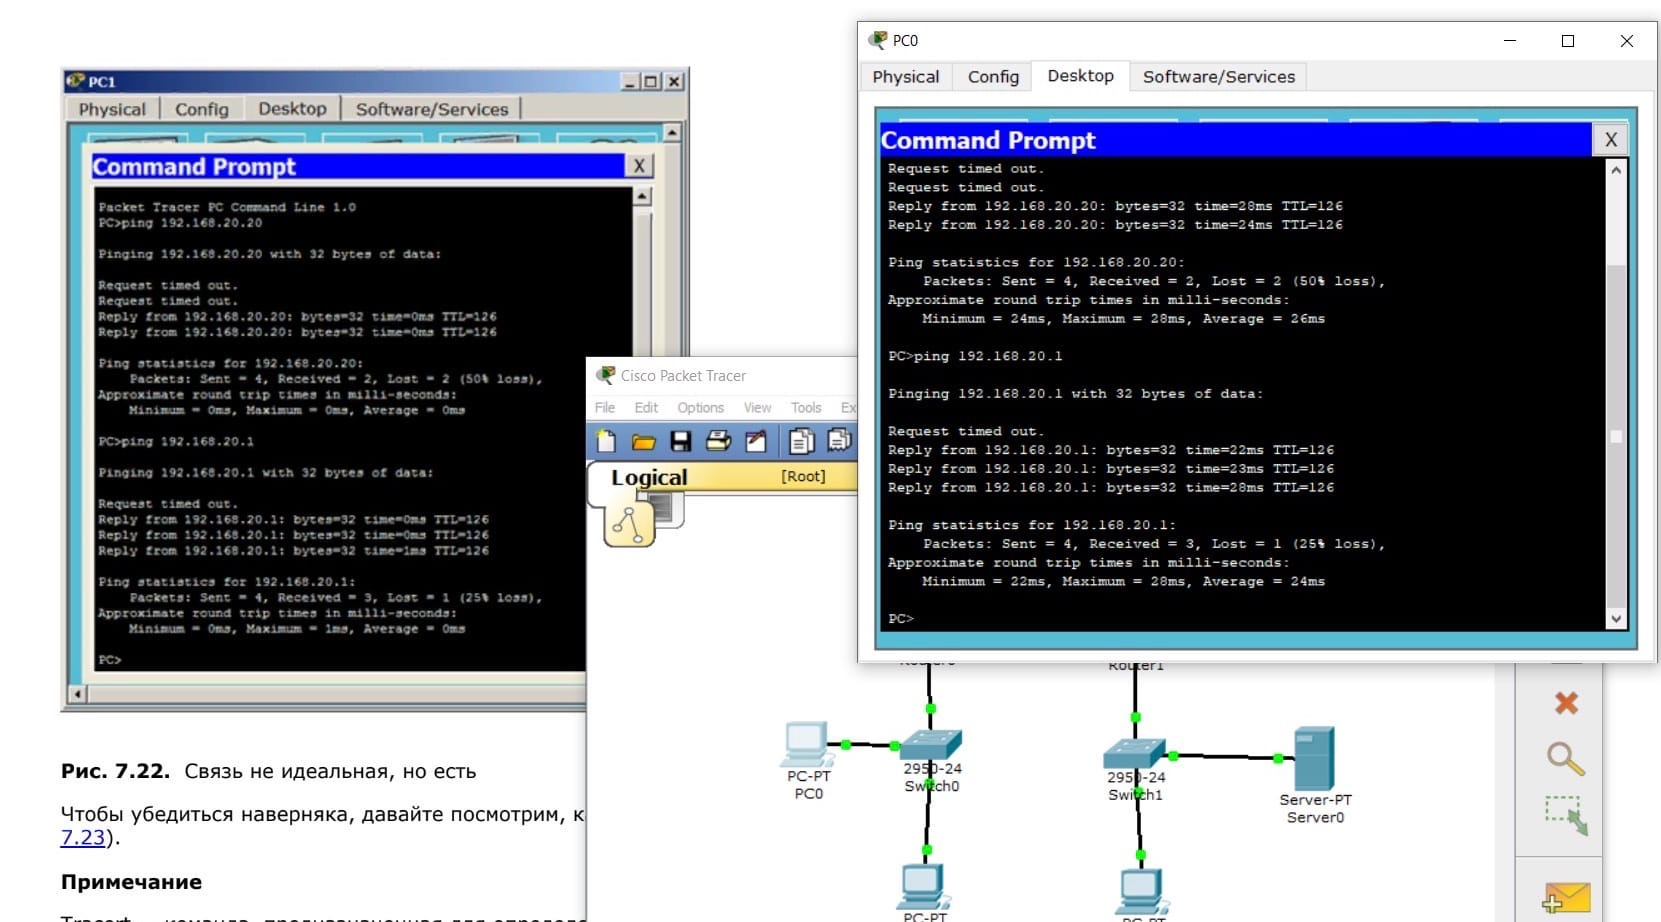 PC1
Physical Config Desktop Software/Services
Command Prompt X
Packet Tracer PC Command Line 1.0
PC>ping 192.168.20.20
Pinging 192.168.20.20 with 32 bytes of data:
Request timed out.
Request timed out.
Reply from 192.168.20.20: bytes=32 time=0ms TTL=126
Reply from 192.168.20.20: bytes=32 time=0ms TTL=126
Ping statistics for 192.168.20.20:
Packets: Sent = 4, Received = 2, Lost = 2 (50% loss),
Approximate round trip times in milli-seconds:
Minimum = 0ms, Maximum = 0ms, Average = 0ms
PC>ping 192.168.20.1
Pinging 192.168.20.1 with 32 bytes of data:
Request timed out.
Reply from 192.168.20.1: bytes=32 time=0ms TTL=126
Reply from 192.168.20.1: bytes=32 time=0ms TTL=126
Reply from 192.168.20.1: bytes=32 time=1ms TTL=126
Ping statistics for 192.168.20.1:
Packets: Sent = 4, Received = 3, Lost = 1 (25% loss),
Approximate round trip times in milli-seconds:
Minimum = 0ms, Maximum = 1ms, Average = 0ms
PC>
Рис. 7.22. Связь не идеальная, но есть
Чтобы убедиться наверняка, давайте посмотрим, к
7.23).
Примечание
PC0
Physical Config Desktop Software/Services
Command Prompt X
Request timed out.
Request timed out.
Reply from 192.168.20.20: bytes=32 time=28ms TTL=126
Reply from 192.168.20.20: bytes=32 time=24ms TTL=126
Ping statistics for 192.168.20.20:
Packets: Sent = 4, Received = 2, Lost = 2 (50% loss),
Approximate round trip times in milli-seconds:
Minimum = 24ms, Maximum = 28ms, Average = 26ms
PC>ping 192.168.20.1
Pinging 192.168.20.1 with 32 bytes of data:
Request timed out.
Reply from 192.168.20.1: bytes=32 time=22ms TTL=126
Reply from 192.168.20.1: bytes=32 time=23ms TTL=126
Reply from 192.168.20.1: bytes=32 time=28ms TTL=126
Ping statistics for 192.168.20.1:
Packets: Sent = 4, Received = 3, Lost = 1 (25% loss),
Approximate round trip times in milli-seconds:
Minimum = 22ms, Maximum = 28ms, Average = 24ms
PC>
Cisco Packet Tracer
File Edit Options View Tools Ex
Logical [Root]
Router1
PC-PT
PC0
2950-24
Switch0
2950-24
Switch1
Server-PT
Server0
PC-PT
PC-PT